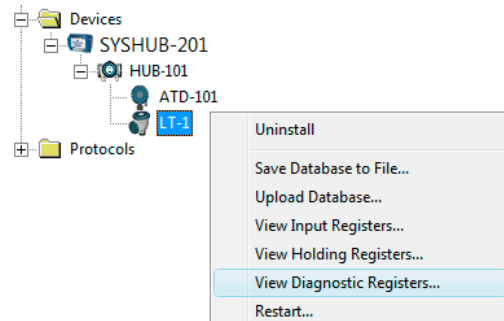 Devices
SYSHUB-201
HUB-101
ATD-101
LT-1
Protocols
Uninstall
Save Database to File...
Upload Database...
View Input Registers...
View Holding Registers...
View Diagnostic Registers...
Restart...